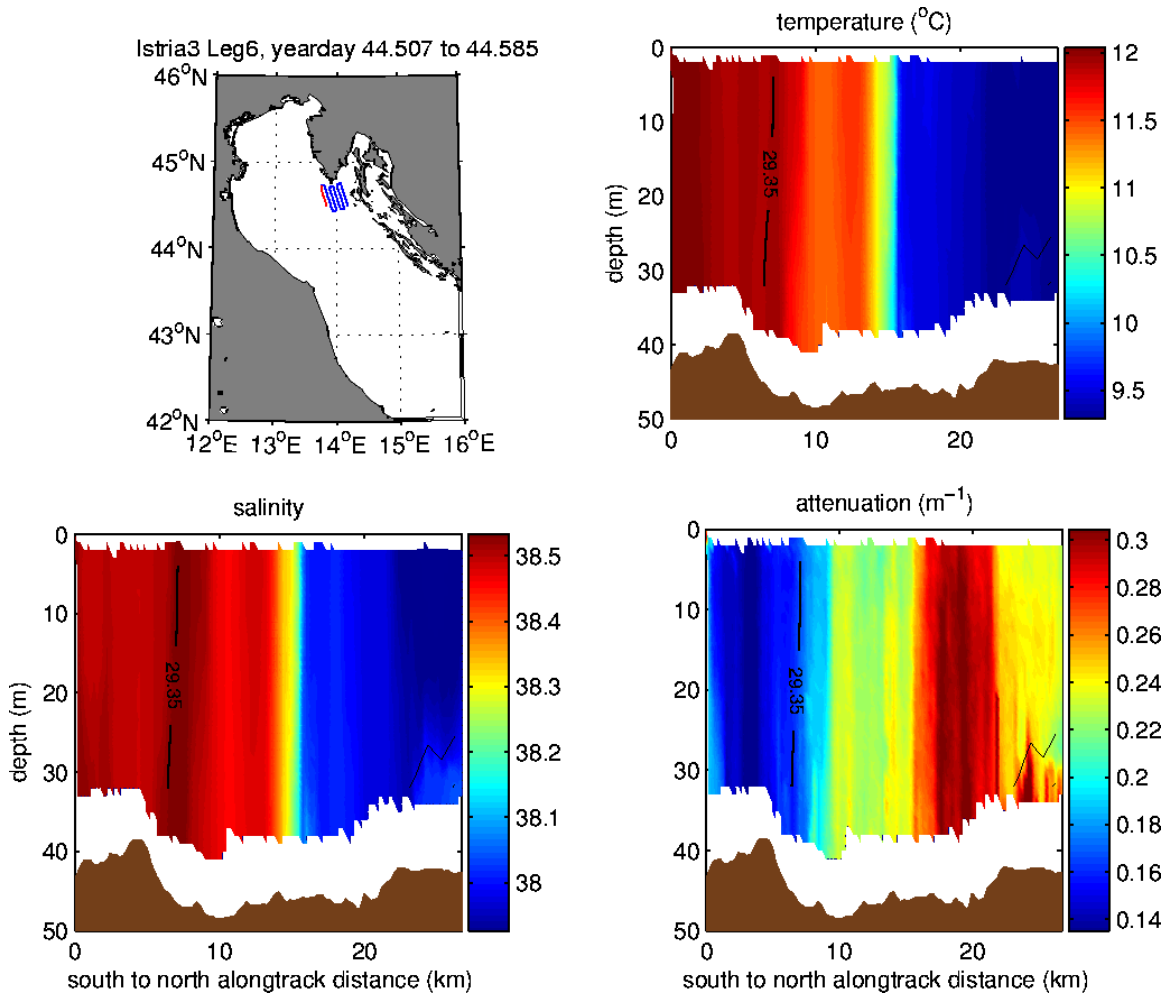 Istria3 Leg6, yearday 44.507 to 44.585
46°N
45°N
44°N
43°N
42°N
12°E 13°E 14°E 15°E 16°E
temperature (°C)
0
10
20
30
40
50
depth (m)
29.35
0 10 20
12
11.5
11
10.5
10
9.5
salinity
0
10
20
30
40
50
depth (m)
29.35
0 10 20
south to north alongtrack distance (km)
38.5
38.4
38.3
38.2
38.1
38
attenuation (m⁻¹)
0
10
20
30
40
50
29.35
0 10 20
south to north alongtrack distance (km)
0.3
0.28
0.26
0.24
0.22
0.2
0.18
0.16
0.14